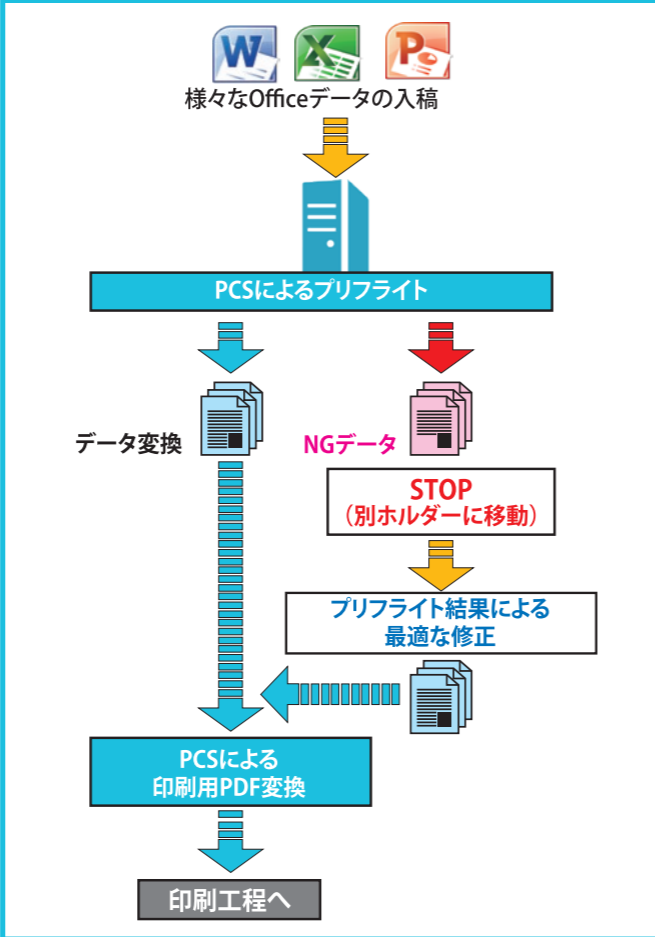 W X P
様々なOfficeデータの入稿
PCSによるプリフライト
データ変換
NGデータ
STOP
（別ホルダーに移動）
プリフライト結果による
最適な修正
PCSによる
印刷用PDF変換
印刷工程へ